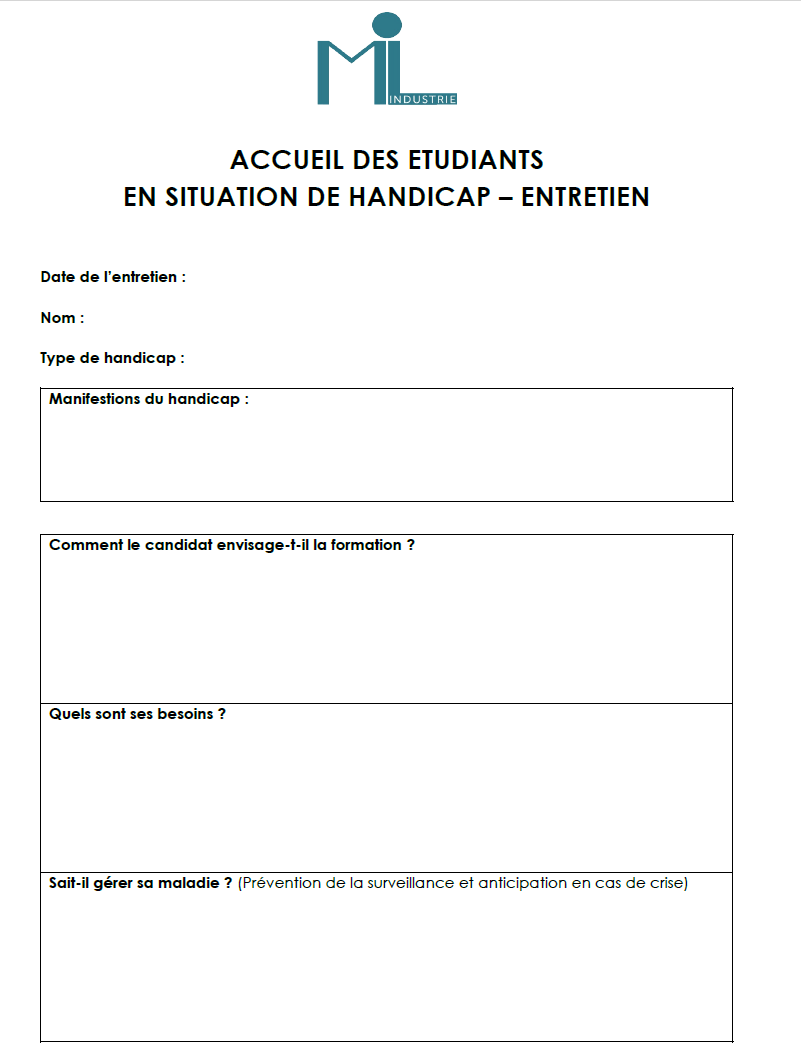 MIL
INDUSTRIE
ACCUEIL DES ETUDIANTS
EN SITUATION DE HANDICAP – ENTRETIEN
Date de l'entretien :
Nom :
Type de handicap :
Manifestions du handicap :
Comment le candidat envisage-t-il la formation ?
Quels sont ses besoins ?
Sait-il gérer sa maladie ? (Prévention de la surveillance et anticipation en cas de crise)